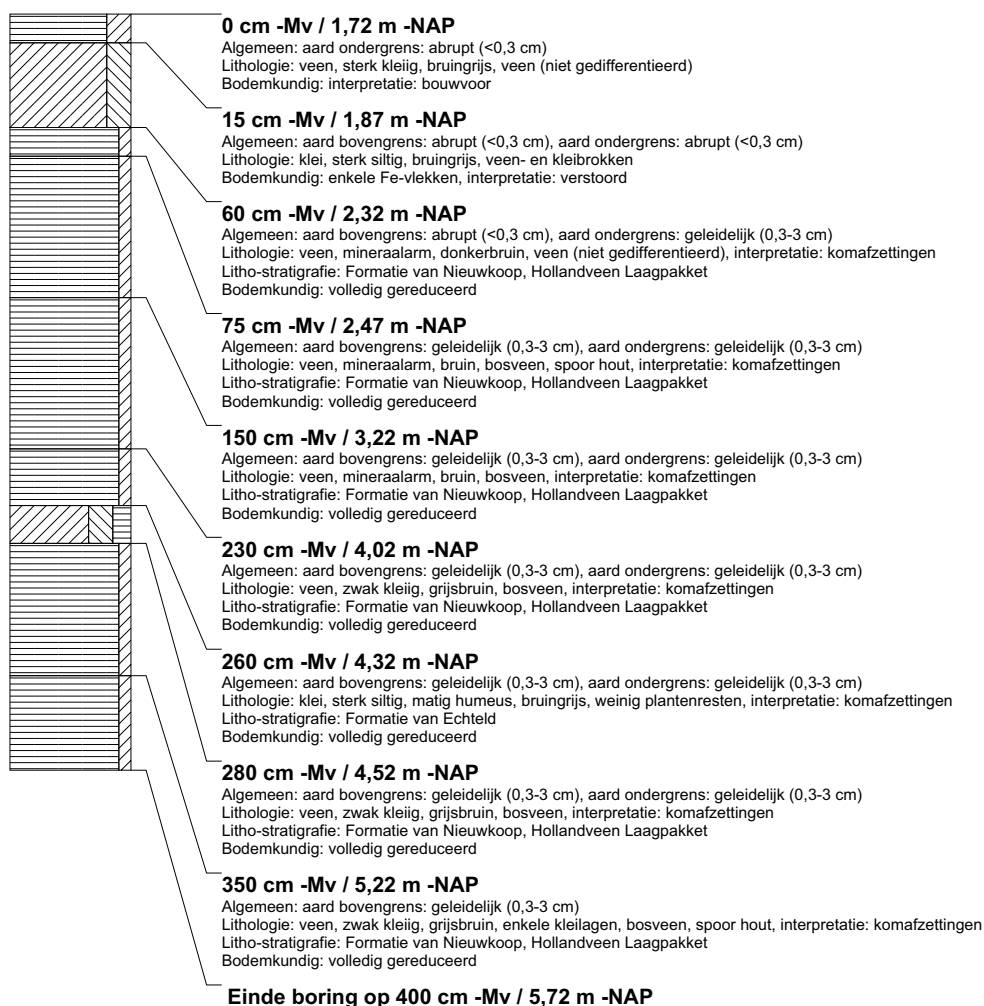 0 cm -Mv / 1,72 m -NAP
Algemeen: aard ondergrens: abrupt (<0,3 cm)
Lithologie: veen, sterk kleiig, bruingrijs, veen (niet gedifferentieerd)
Bodemkundig: interpretatie: bouwvoor
15 cm -Mv / 1,87 m -NAP
Algemeen: aard bovengrens: abrupt (<0,3 cm), aard ondergrens: abrupt (<0,3 cm)
Lithologie: klei, sterk siltig, bruingrijs, veen- en kleibrokken
Bodemkundig: enkele Fe-vlekken, interpretatie: verstoord
60 cm -Mv / 2,32 m -NAP
Algemeen: aard bovengrens: abrupt (<0,3 cm), aard ondergrens: geleidelijk (0,3-3 cm)
Lithologie: veen, mineraalarm, donkerbruin, veen (niet gedifferentieerd), interpretatie: komafzettingen
Litho-stratigrafie: Formatie van Nieuwkoop, Hollandveen Laagpakket
Bodemkundig: volledig gereduceerd
75 cm -Mv / 2,47 m -NAP
Algemeen: aard bovengrens: geleidelijk (0,3-3 cm), aard ondergrens: geleidelijk (0,3-3 cm)
Lithologie: veen, mineraalarm, bruin, bosveen, spoor hout, interpretatie: komafzettingen
Litho-stratigrafie: Formatie van Nieuwkoop, Hollandveen Laagpakket
Bodemkundig: volledig gereduceerd
150 cm -Mv / 3,22 m -NAP
Algemeen: aard bovengrens: geleidelijk (0,3-3 cm), aard ondergrens: geleidelijk (0,3-3 cm)
Lithologie: veen, mineraalarm, bruin, bosveen, interpretatie: komafzettingen
Litho-stratigrafie: Formatie van Nieuwkoop, Hollandveen Laagpakket
Bodemkundig: volledig gereduceerd
230 cm -Mv / 4,02 m -NAP
Algemeen: aard bovengrens: geleidelijk (0,3-3 cm), aard ondergrens: geleidelijk (0,3-3 cm)
Lithologie: veen, zwak kleiig, grijsbruin, bosveen, interpretatie: komafzettingen
Litho-stratigrafie: Formatie van Nieuwkoop, Hollandveen Laagpakket
Bodemkundig: volledig gereduceerd
260 cm -Mv / 4,32 m -NAP
Algemeen: aard bovengrens: geleidelijk (0,3-3 cm), aard ondergrens: geleidelijk (0,3-3 cm)
Lithologie: klei, sterk siltig, matig humeus, bruingrijs, weinig plantenresten, interpretatie: komafzettingen
Litho-stratigrafie: Formatie van Echteld
Bodemkundig: volledig gereduceerd
280 cm -Mv / 4,52 m -NAP
Algemeen: aard bovengrens: geleidelijk (0,3-3 cm), aard ondergrens: geleidelijk (0,3-3 cm)
Lithologie: veen, zwak kleiig, grijsbruin, bosveen, interpretatie: komafzettingen
Litho-stratigrafie: Formatie van Nieuwkoop, Hollandveen Laagpakket
Bodemkundig: volledig gereduceerd
350 cm -Mv / 5,22 m -NAP
Algemeen: aard bovengrens: geleidelijk (0,3-3 cm)
Lithologie: veen, zwak kleiig, grijsbruin, enkele kleilagen, bosveen, spoor hout, interpretatie: komafzettingen
Litho-stratigrafie: Formatie van Nieuwkoop, Hollandveen Laagpakket
Bodemkundig: volledig gereduceerd
Einde boring op 400 cm -Mv / 5,72 m -NAP